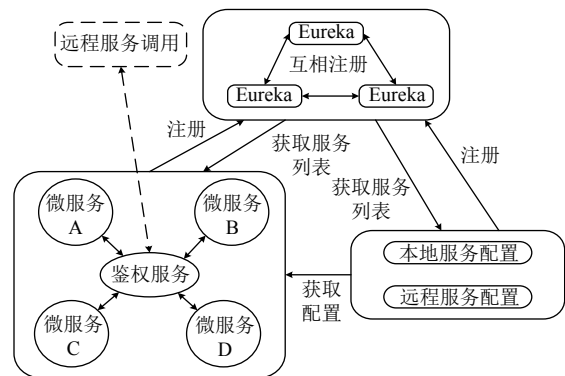 远程服务调用
Eureka
互相注册
Eureka
Eureka
注册
获取服务
列表
获取服务
列表
注册
微服务
A
微服务
B
鉴权服务
微服务
C
微服务
D
获取
配置
本地服务配置
远程服务配置